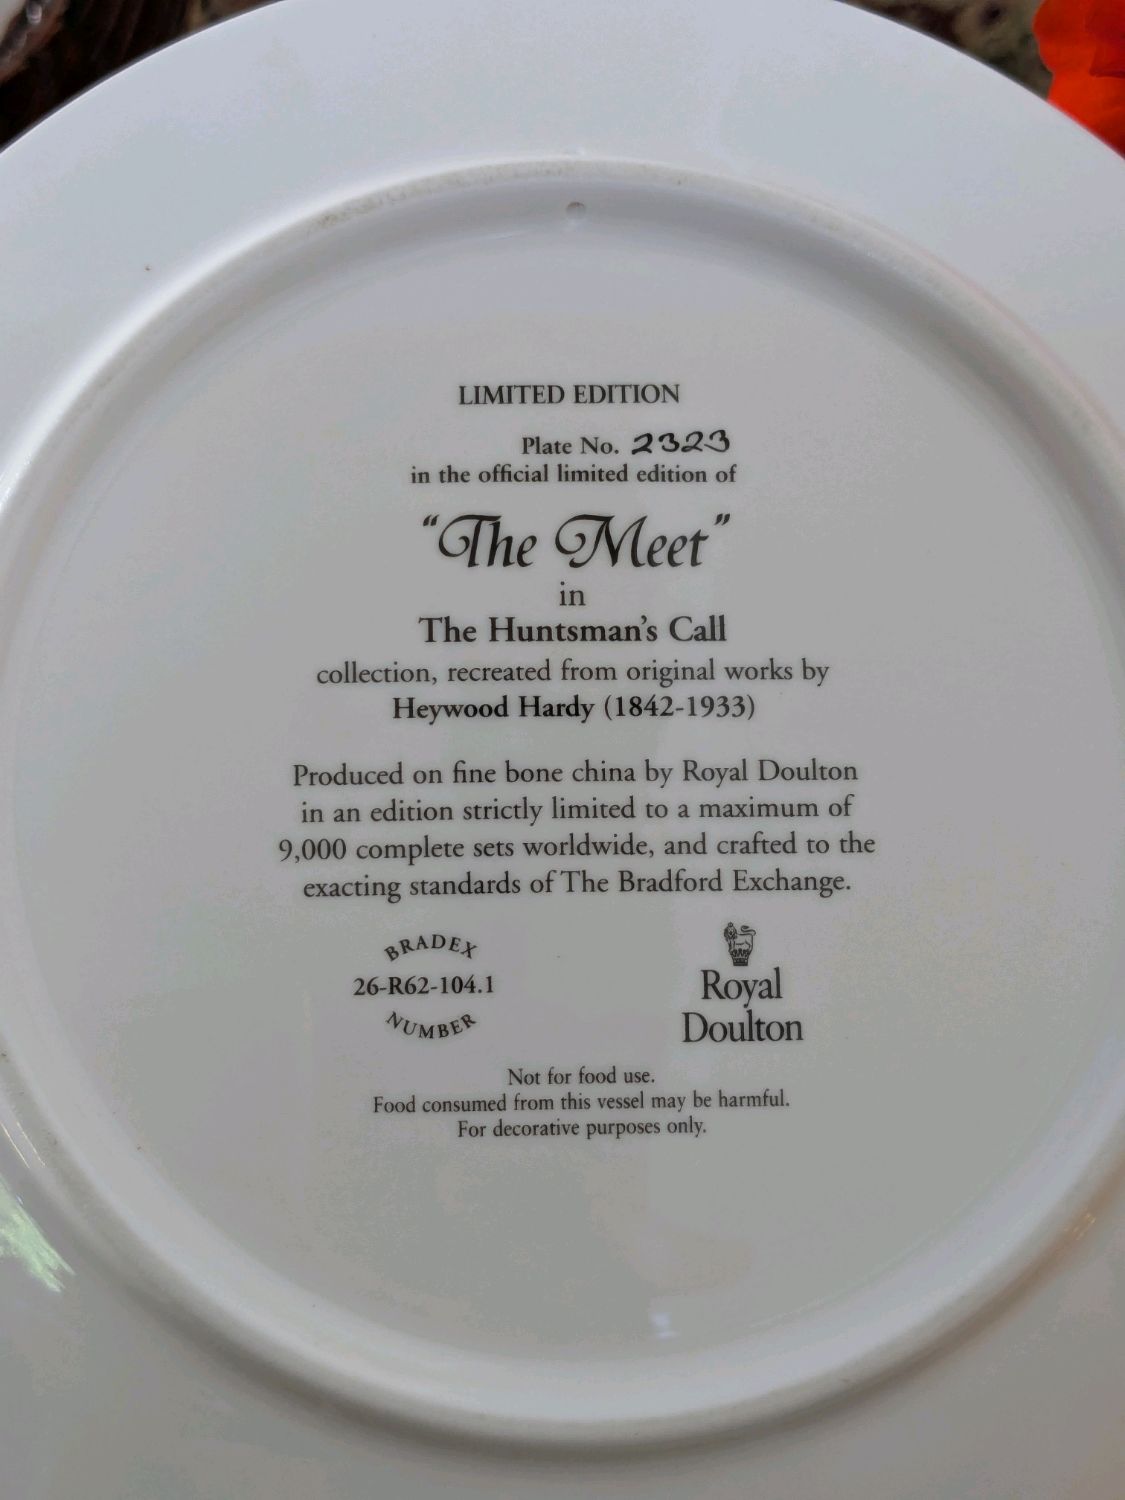 LIMITED EDITION
Plate No. 2323
in the official limited edition of
"The Meet"
in
The Huntsman's Call
collection, recreated from original works by
Heywood Hardy (1842-1933)
Produced on fine bone china by Royal Doulton
in an edition strictly limited to a maximum of
9,000 complete sets worldwide, and crafted to the
exacting standards of The Bradford Exchange.
BRADEX
26-R62-104.1
NUMBER
Royal
Doulton
Not for food use.
Food consumed from this vessel may be harmful.
For decorative purposes only.